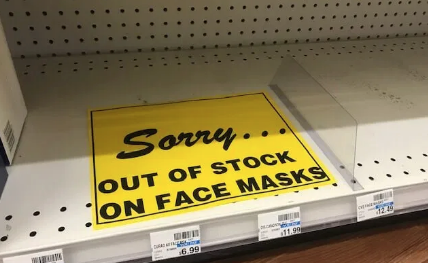 Sorry...
OUT OF STOCK
ON FACE MASKS
6.99
11.99
12.49